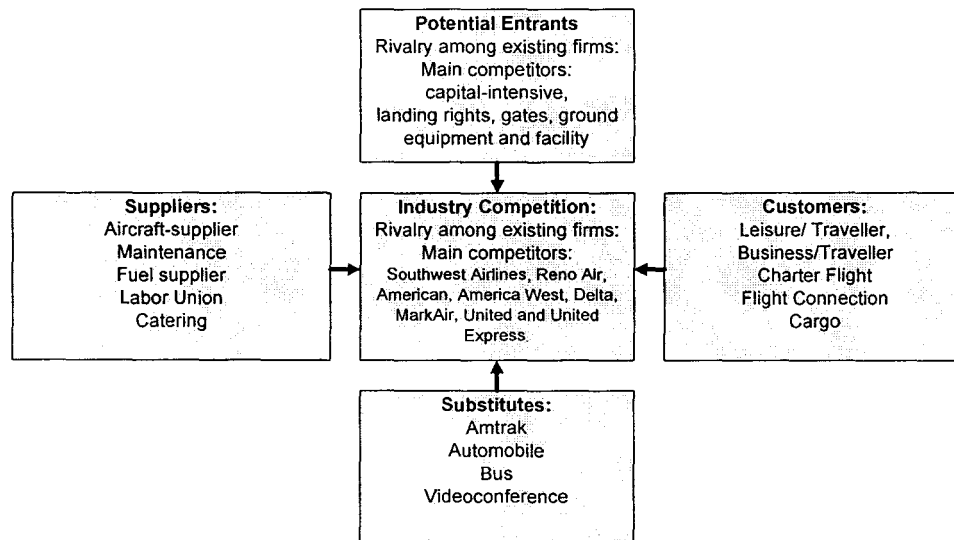 Potential Entrants
Rivalry among existing firms:
Main competitors:
capital-intensive,
landing rights, gates, ground
equipment and facility
Suppliers:
Aircraft-supplier
Maintenance
Fuel supplier
Labor Union
Catering
Industry Competition:
Rivalry among existing firms:
Main competitors:
Southwest Airlines, Reno Air,
American, America West, Delta,
MarkAir, United and United
Express.
Customers:
Leisure/ Traveller,
Business/Traveller
Charter Flight
Flight Connection
Cargo
Substitutes:
Amtrak
Automobile
Bus
Videoconference